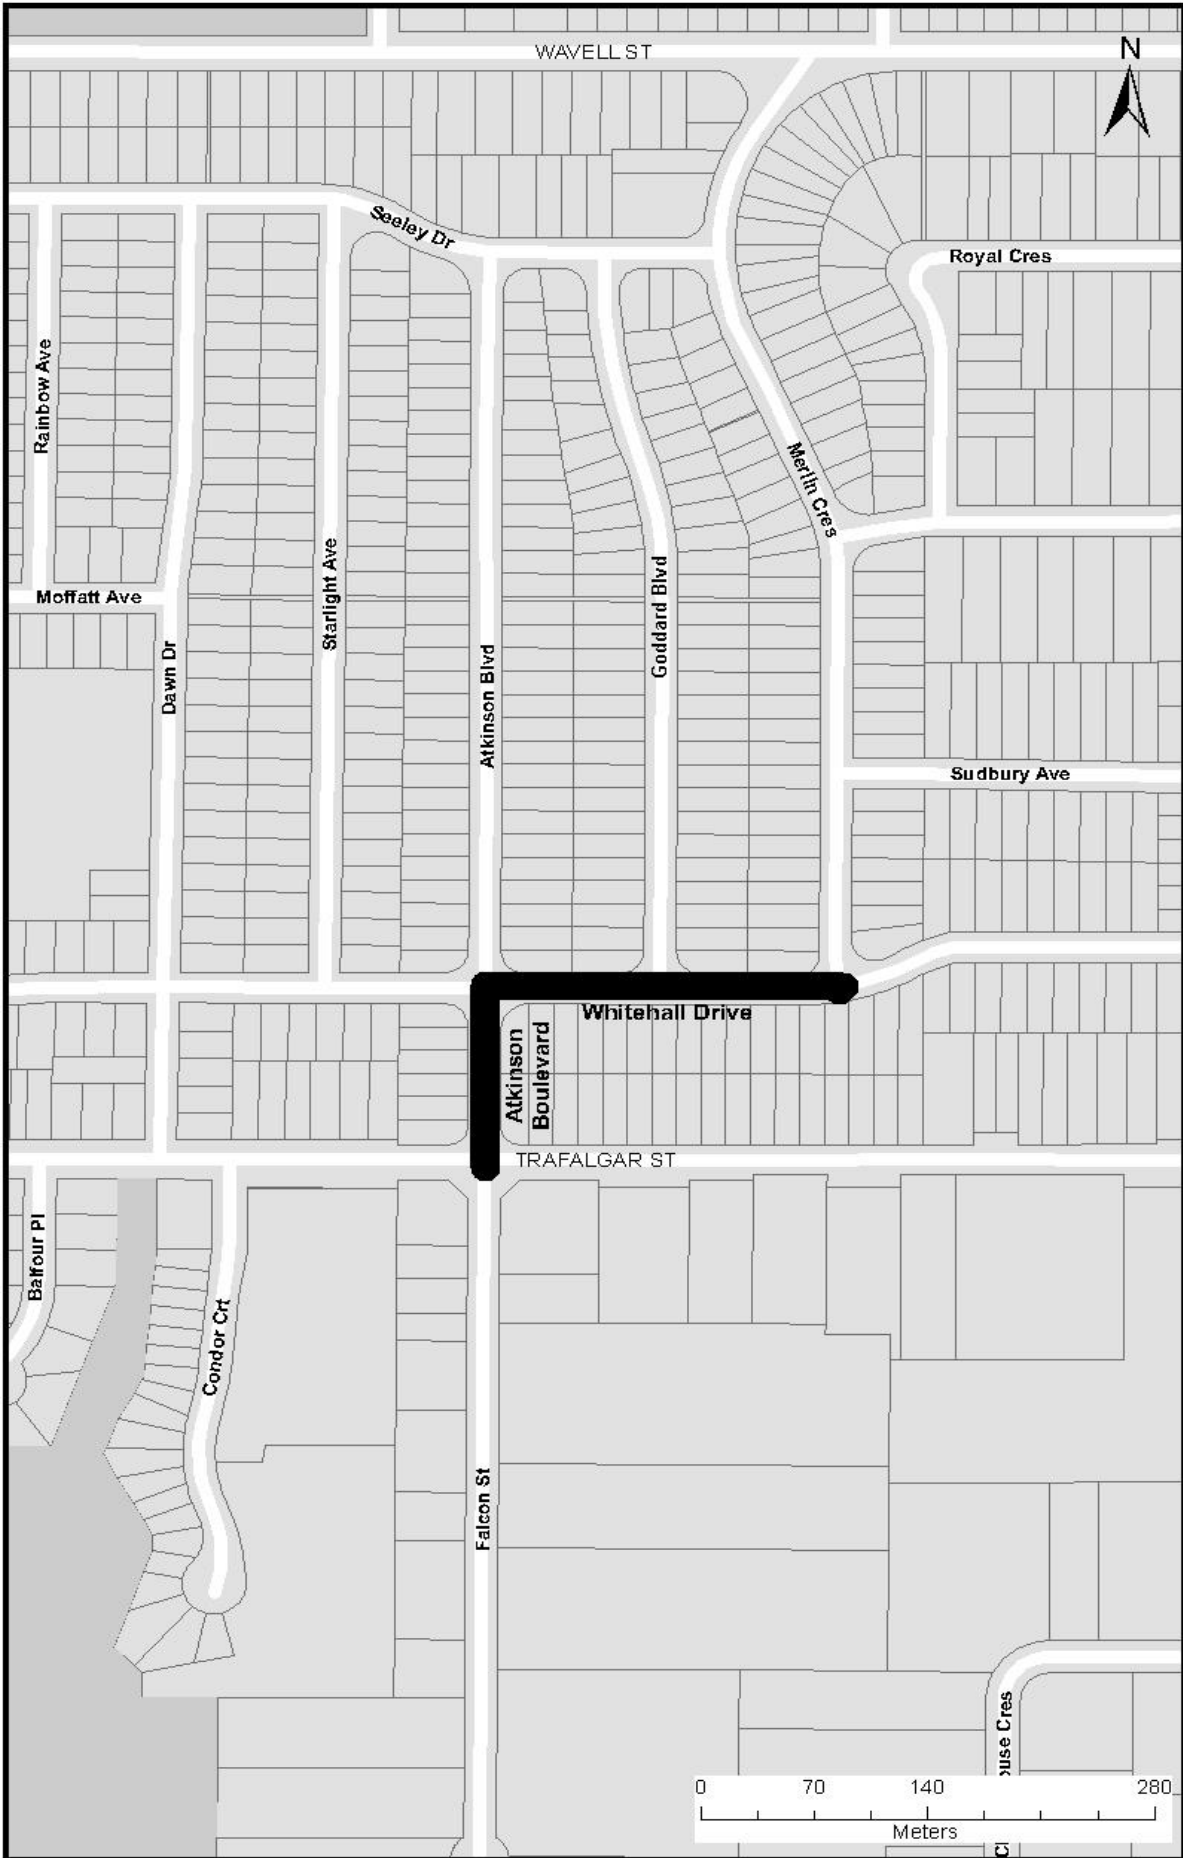 WAVELL ST
N
Seeley Dr
Royal Cres
Rainbow Ave
Merlin Cres
Starlight Ave
Moffatt Ave
Goddard Blvd
Dawn Dr
Atkinson Blvd
Sudbury Ave
Whitehall Drive
Atkinson
Boulevard
TRAFALGAR ST
Balfour Pl
Condor Crt
Falcon St
ouse Cres
0 70 140 280
Meters